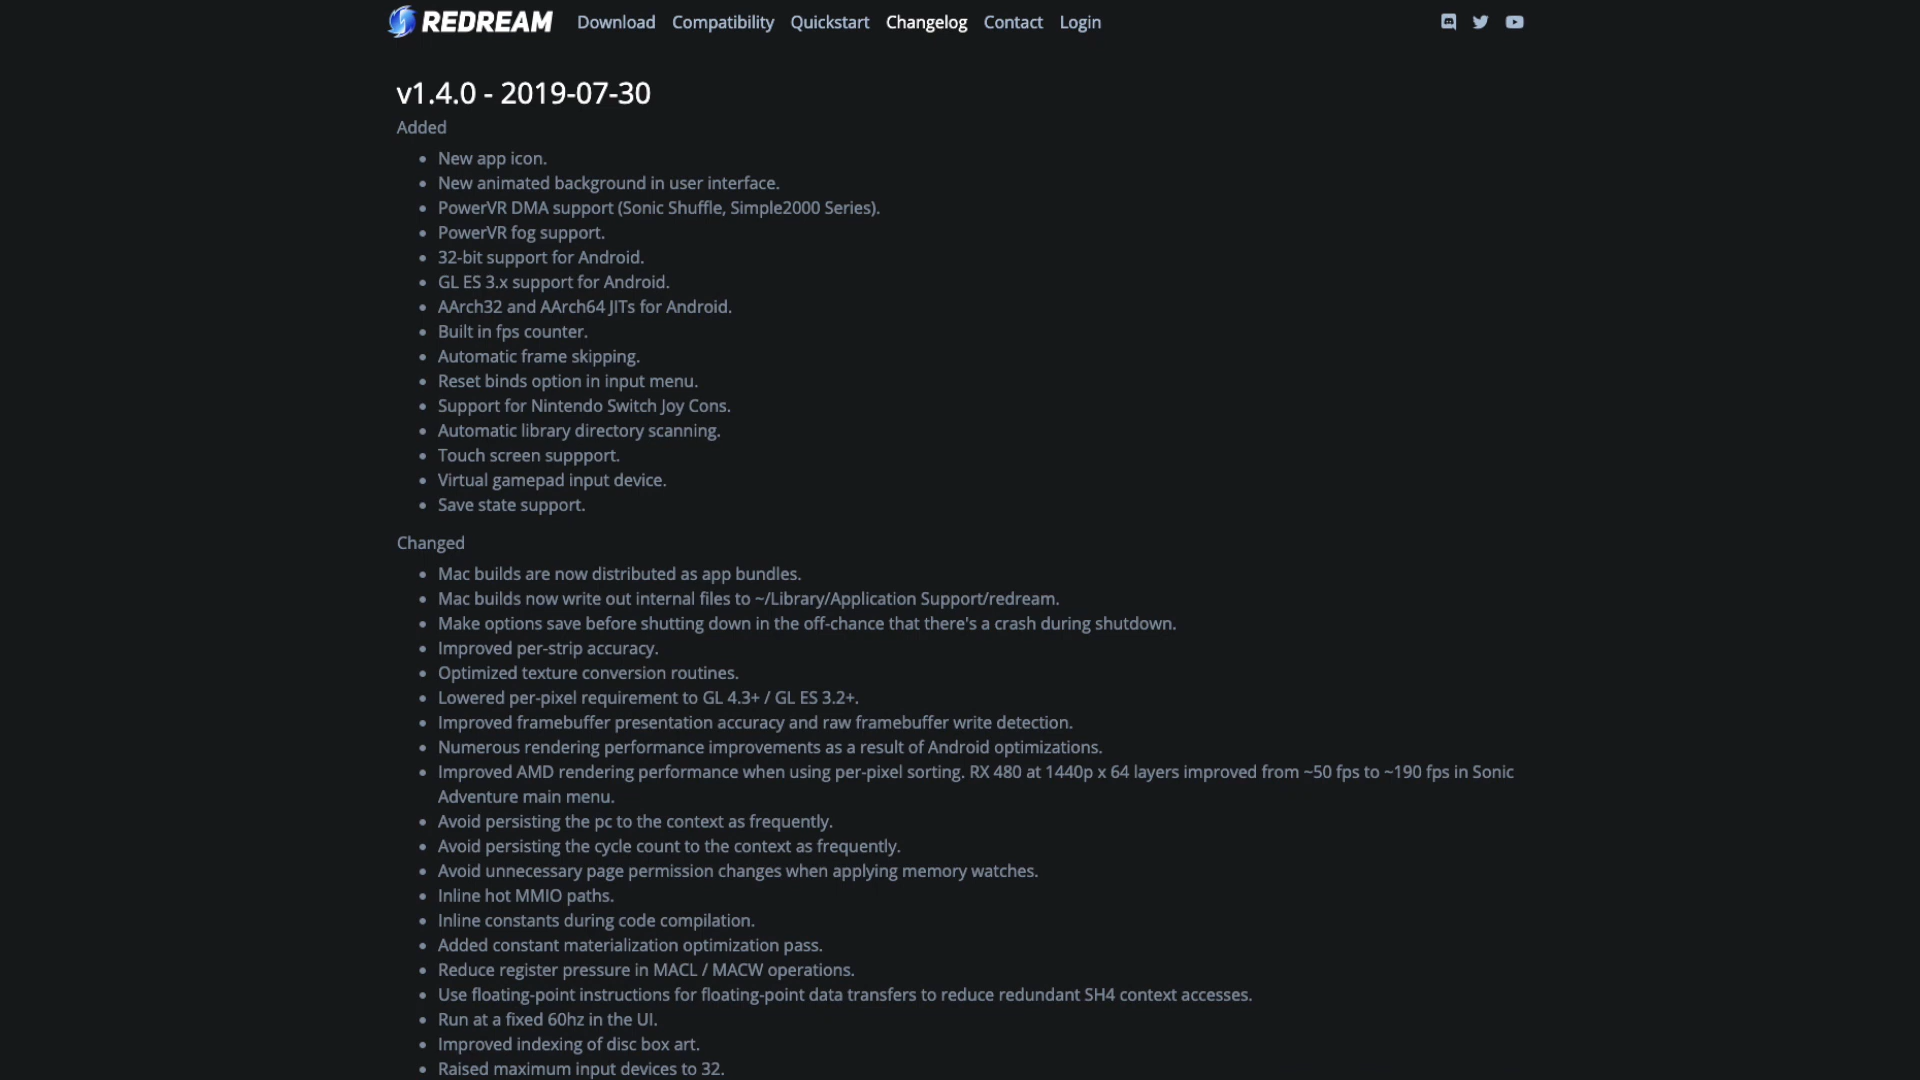 REDREAM Download Compatibility Quickstart Changelog Contact Login
v1.4.0 - 2019-07-30
Added
New app icon.
New animated background in user interface.
PowerVR DMA support (Sonic Shuffle, Simple2000 Series).
PowerVR fog support.
32-bit support for Android.
GL ES 3.x support for Android.
AArch32 and AArch64 JITs for Android.
Built in fps counter.
Automatic frame skipping.
Reset binds option in input menu.
Support for Nintendo Switch Joy Cons.
Automatic library directory scanning.
Touch screen suppport.
Virtual gamepad input device.
Save state support.
Changed
Mac builds are now distributed as app bundles.
Mac builds now write out internal files to ~/Library/Application Support/redream.
Make options save before shutting down in the off-chance that there's a crash during shutdown.
Improved per-strip accuracy.
Optimized texture conversion routines.
Lowered per-pixel requirement to GL 4.3+ / GL ES 3.2+.
Improved framebuffer presentation accuracy and raw framebuffer write detection.
Numerous rendering performance improvements as a result of Android optimizations.
Improved AMD rendering performance when using per-pixel sorting. RX 480 at 1440p x 64 layers improved from ~50 fps to ~190 fps in Sonic
Adventure main menu.
Avoid persisting the pc to the context as frequently.
Avoid persisting the cycle count to the context as frequently.
Avoid unnecessary page permission changes when applying memory watches.
Inline hot MMIO paths.
Inline constants during code compilation.
Added constant materialization optimization pass.
Reduce register pressure in MACL / MACW operations.
Use floating-point instructions for floating-point data transfers to reduce redundant SH4 context accesses.
Run at a fixed 60hz in the UI.
Improved indexing of disc box art.
Raised maximum input devices to 32.